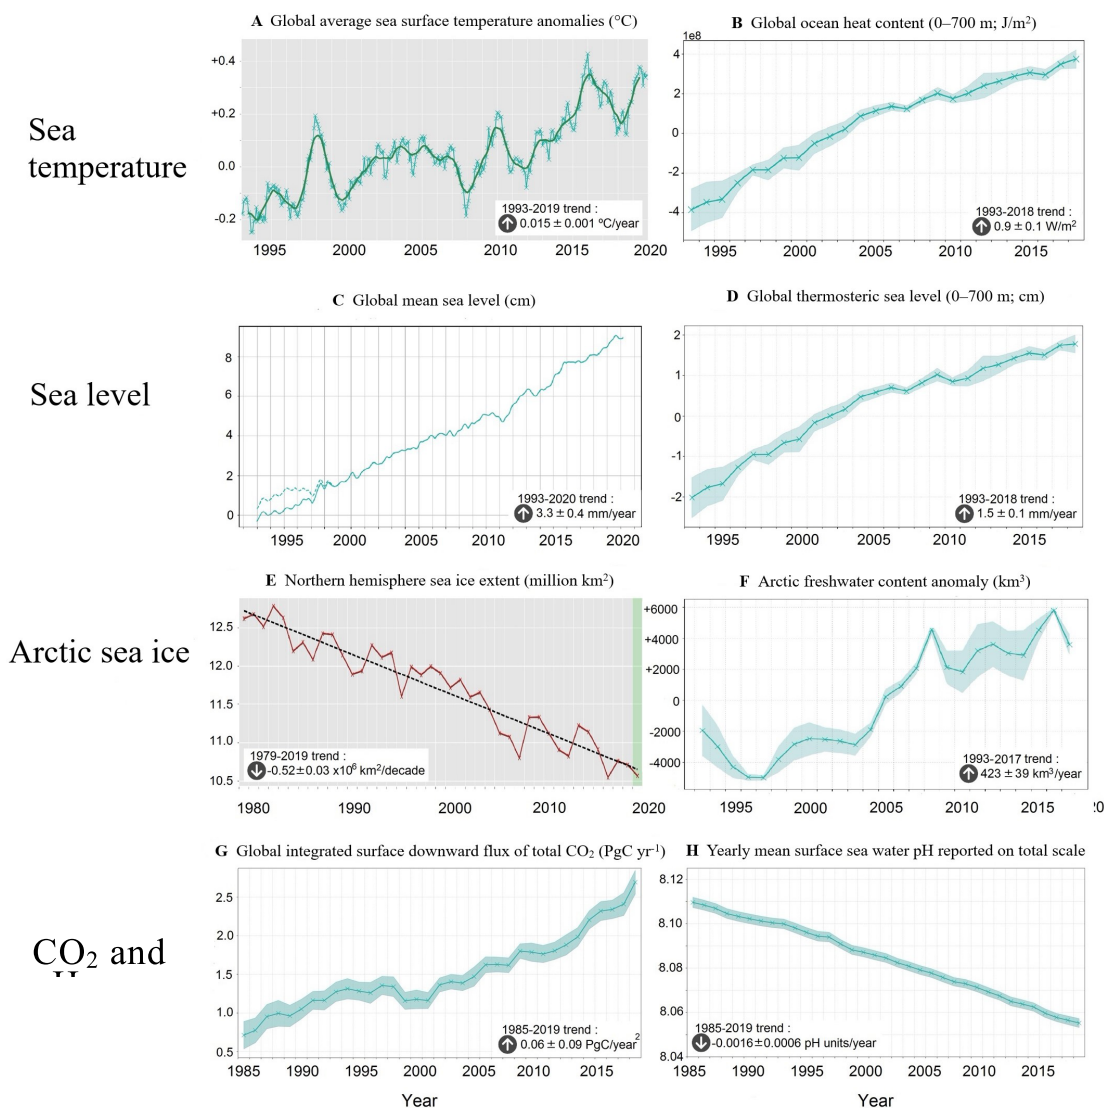 A Global average sea surface temperature anomalies (°C)
B Global ocean heat content (0–700 m; J/m²)
Sea
temperature
+0.4
+0.2
0.0
-0.2
1993-2019 trend :
0.015 ± 0.001 ºC/year
1995
2000
2005
2010
2015
2020
1e8
4
2
0
-2
-4
1993-2018 trend :
0.9 ± 0.1 W/m²
1995
2000
2005
2010
2015
C Global mean sea level (cm)
D Global thermosteric sea level (0–700 m; cm)
Sea level
8
6
4
2
0
1993-2020 trend :
3.3 ± 0.4 mm/year
1995
2000
2005
2010
2015
2020
2
1
0
-1
-2
1993-2018 trend :
1.5 ± 0.1 mm/year
1995
2000
2005
2010
2015
E Northern hemisphere sea ice extent (million km²)
F Arctic freshwater content anomaly (km³)
Arctic sea ice
12.5
12.0
11.5
11.0
10.5
1979-2019 trend :
-0.52±0.03 x10⁶ km²/decade
1980
1990
2000
2010
2020
+6000
+4000
+2000
0
-2000
-4000
1993-2017 trend :
423 ± 39 km³/year
1995
2000
2005
2010
2015
20
G Global integrated surface downward flux of total CO₂ (PgC yr⁻¹)
H Yearly mean surface sea water pH reported on total scale
CO₂ and
2.5
2.0
1.5
1.0
0.5
1985-2019 trend :
0.06 ± 0.09 PgC/year²
1985
1990
1995
2000
2005
2010
2015
Year
8.12
8.10
8.08
8.06
8.04
1985-2019 trend :
-0.0016±0.0006 pH units/year
1985
1990
1995
2000
2005
2010
2015
Year